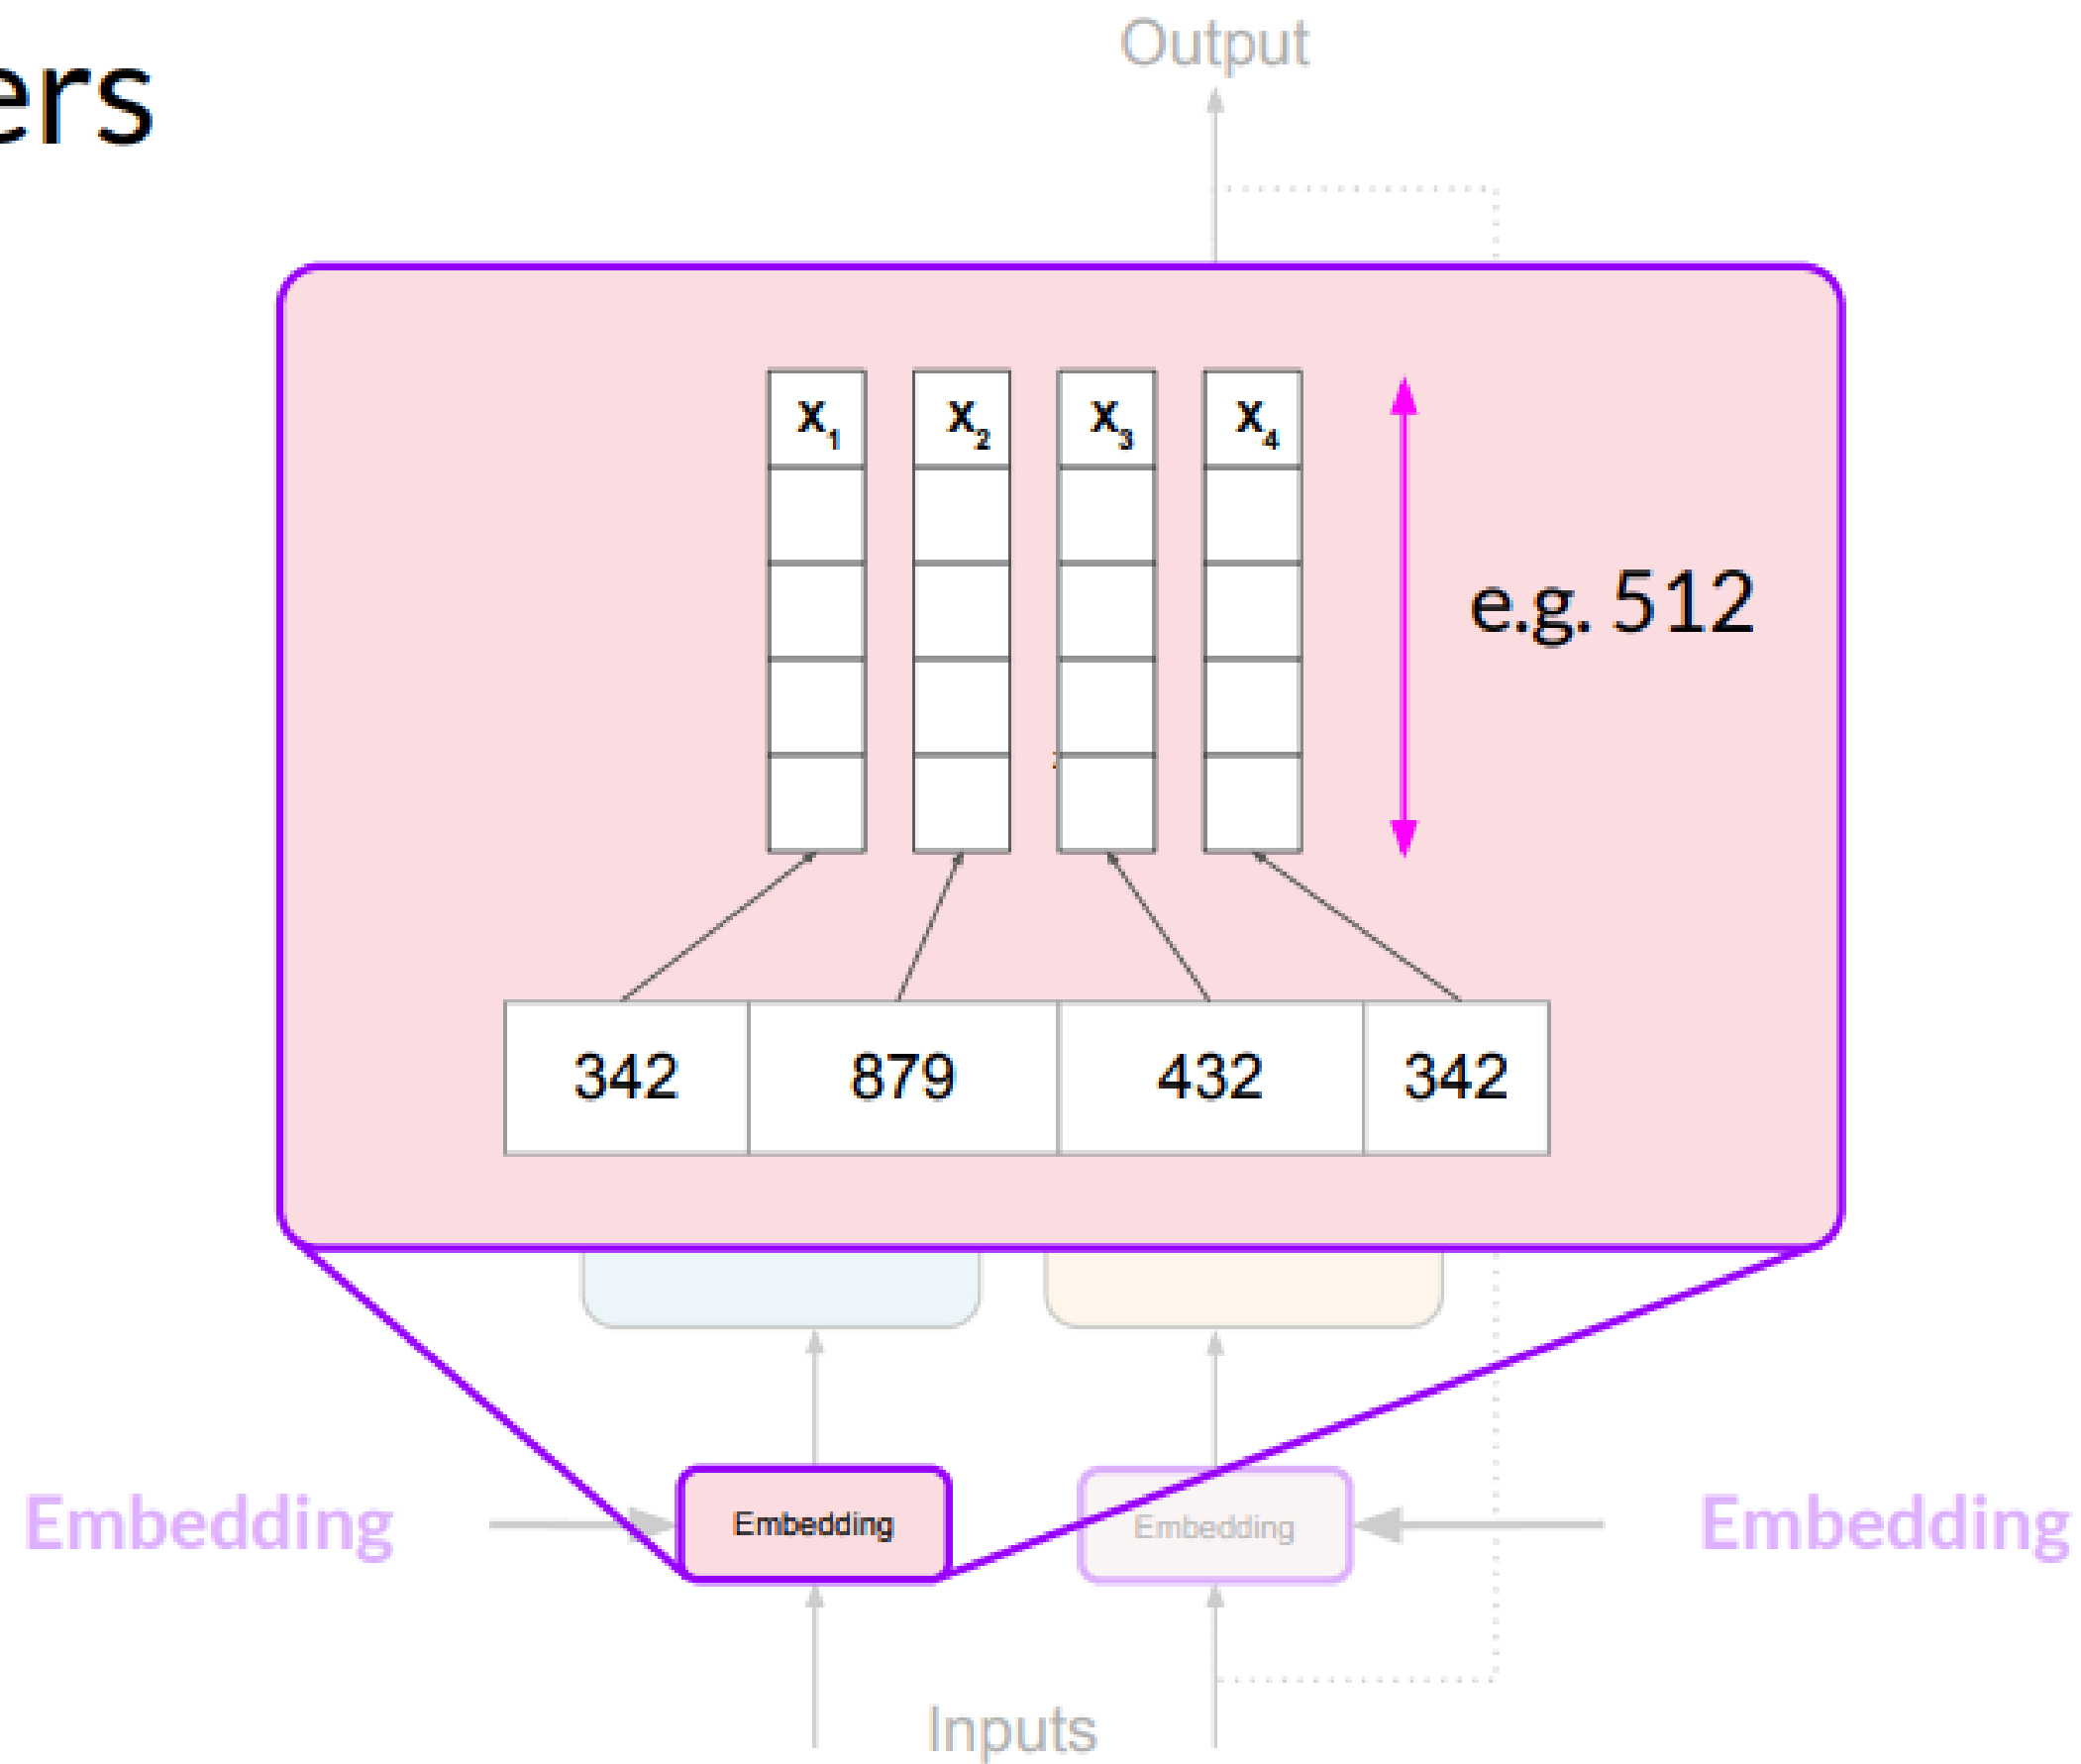 Output
ers
X1 X2 X3 X4
e.g. 512
342 879 432 342
Embedding Embedding Embedding Embedding
Inputs